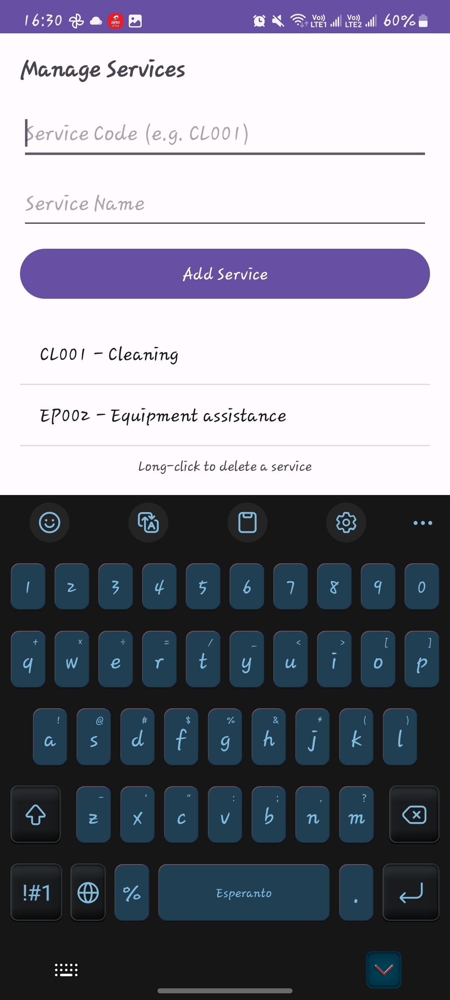 16:30 airtel africa Vo)) LTE1 Vo)) LTE2 60%
Manage Services
Service Code (e.g. CL001)
Service Name
Add Service
CL001 - Cleaning
EP002 - Equipment assistance
Long-click to delete a service
1 2 3 4 5 6 7 8 9 0
+ × ÷ = / _ < > [ ]
q w e r t y u i o p
! @ # $ % & * ( )
a s d f g h j k l
- ' " : ; , ?
z x c v b n m
!#1 % Esperanto .